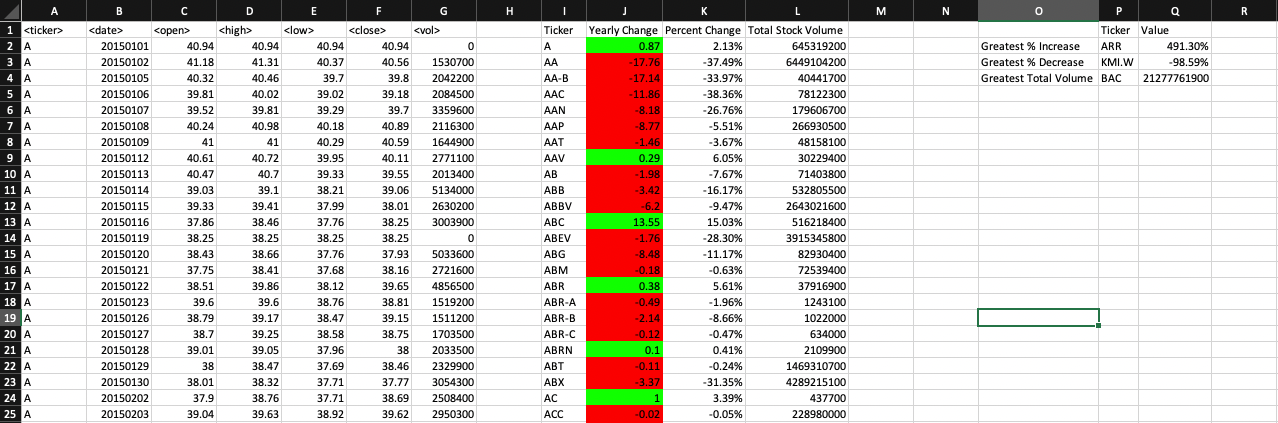 A B C D E F G H I J K L M N O P Q R
1 <ticker> <date> <open> <high> <low> <close> <vol> Ticker Yearly Change Percent Change Total Stock Volume Ticker Value
2 A 20150101 40.94 40.94 40.94 40.94 0 A 0.87 2.13% 645319200 Greatest % Increase ARR 491.30%
3 A 20150102 41.18 41.31 40.37 40.56 1530700 AA -17.76 -37.49% 6449104200 Greatest % Decrease KMI.W -98.59%
4 A 20150105 40.32 40.46 39.7 39.8 2042200 AA-B -17.14 -33.97% 40441700 Greatest Total Volume BAC 21277761900
5 A 20150106 39.81 40.02 39.02 39.18 2084500 AAC -11.86 -38.36% 78122300
6 A 20150107 39.52 39.81 39.29 39.7 3359600 AAN -8.18 -26.76% 179606700
7 A 20150108 40.24 40.98 40.18 40.89 2116300 AAP -8.77 -5.51% 266930500
8 A 20150109 41 41 40.29 40.59 1644900 AAT -1.46 -3.67% 48158100
9 A 20150112 40.61 40.72 39.95 40.11 2771100 AAV 0.29 6.05% 30229400
10 A 20150113 40.47 40.7 39.33 39.55 2013400 AB -1.98 -7.67% 71403800
11 A 20150114 39.03 39.1 38.21 39.06 5134000 ABB -3.42 -16.17% 532805500
12 A 20150115 39.33 39.41 37.99 38.01 2630200 ABBV -6.2 -9.47% 2643021600
13 A 20150116 37.86 38.46 37.76 38.25 3003900 ABC 13.55 15.03% 516218400
14 A 20150119 38.25 38.25 38.25 38.25 0 ABEV -1.76 -28.30% 3915345800
15 A 20150120 38.43 38.66 37.76 37.93 5033600 ABG -8.48 -11.17% 82930400
16 A 20150121 37.75 38.41 37.68 38.16 2721600 ABM -0.18 -0.63% 72539400
17 A 20150122 38.51 39.86 38.12 39.65 4856500 ABR 0.38 5.61% 37916900
18 A 20150123 39.6 39.6 38.76 38.81 1519200 ABR-A -0.49 -1.96% 1243100
19 A 20150126 38.79 39.17 38.47 39.15 1511200 ABR-B -2.14 -8.66% 1022000
20 A 20150127 38.7 39.25 38.58 38.75 1703500 ABR-C -0.12 -0.47% 634000
21 A 20150128 39.01 39.05 37.96 38 2033500 ABRN 0.1 0.41% 2109900
22 A 20150129 38 38.47 37.69 38.46 2329900 ABT -0.11 -0.24% 1469310700
23 A 20150130 38.01 38.32 37.71 37.77 3054300 ABX -3.37 -31.35% 4289215100
24 A 20150202 37.9 38.76 37.71 38.69 2508400 AC 1 3.39% 437700
25 A 20150203 39.04 39.63 38.92 39.62 2950300 ACC -0.02 -0.05% 228980000